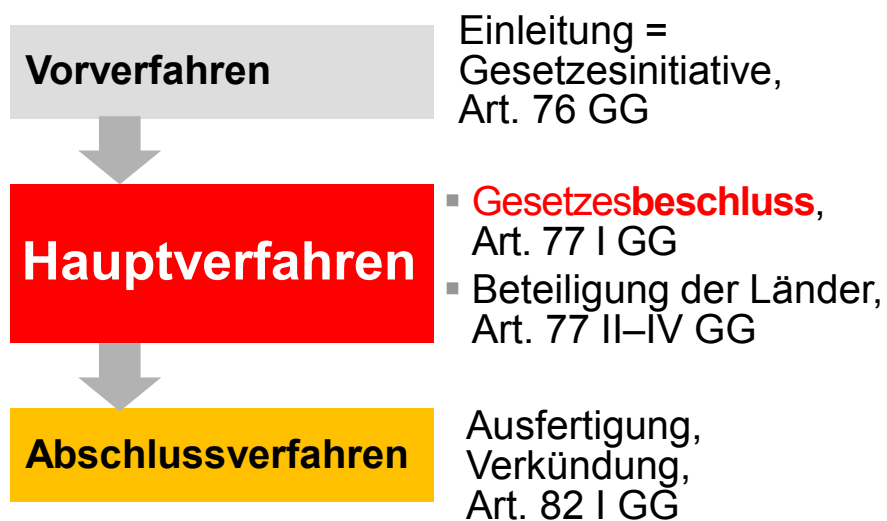 Vorverfahren
Einleitung =
Gesetzesinitiative,
Art. 76 GG
Hauptverfahren
▪ Gesetzesbeschluss,
Art. 77 I GG
▪ Beteiligung der Länder,
Art. 77 II–IV GG
Abschlussverfahren
Ausfertigung,
Verkündung,
Art. 82 I GG